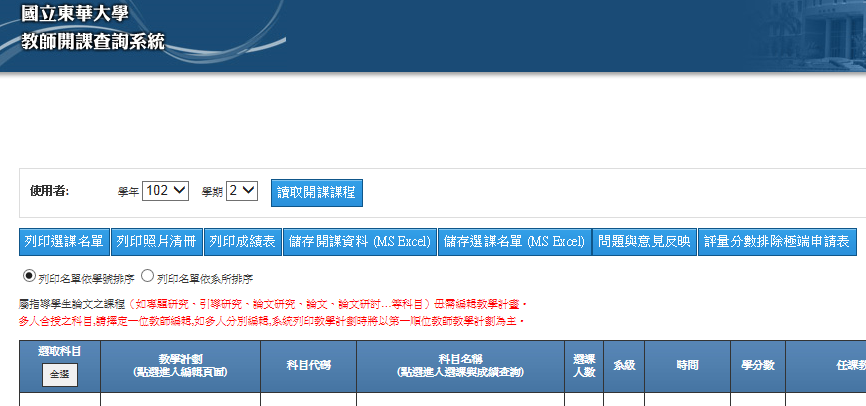 國立東華大學
教師開課查詢系統
使用者: 學年 102 學期 2 讀取開課課程
列印選課名單 列印照片清冊 列印成績表 儲存開課資料 (MS Excel) 儲存選課名單 (MS Excel) 問題與意見反映 評量分數排除極端申請表
列印名單依學號排序 列印名單依系所排序
屬指導學生論文之課程（如專題研究、引導研究、論文研究、論文、論文研討...等科目）毋需編輯教學計畫。
多人合授之科目,請擇定一位教師編輯,如多人分別編輯,系統列印教學計劃時將以第一順位教師教學計劃為主。
選取科目 教學計劃 科目代碼 科目名稱 選課 系級 時間 學分數 任課教
全選 (點選進入編輯頁面) (點選進入選課與成績查詢) 人數